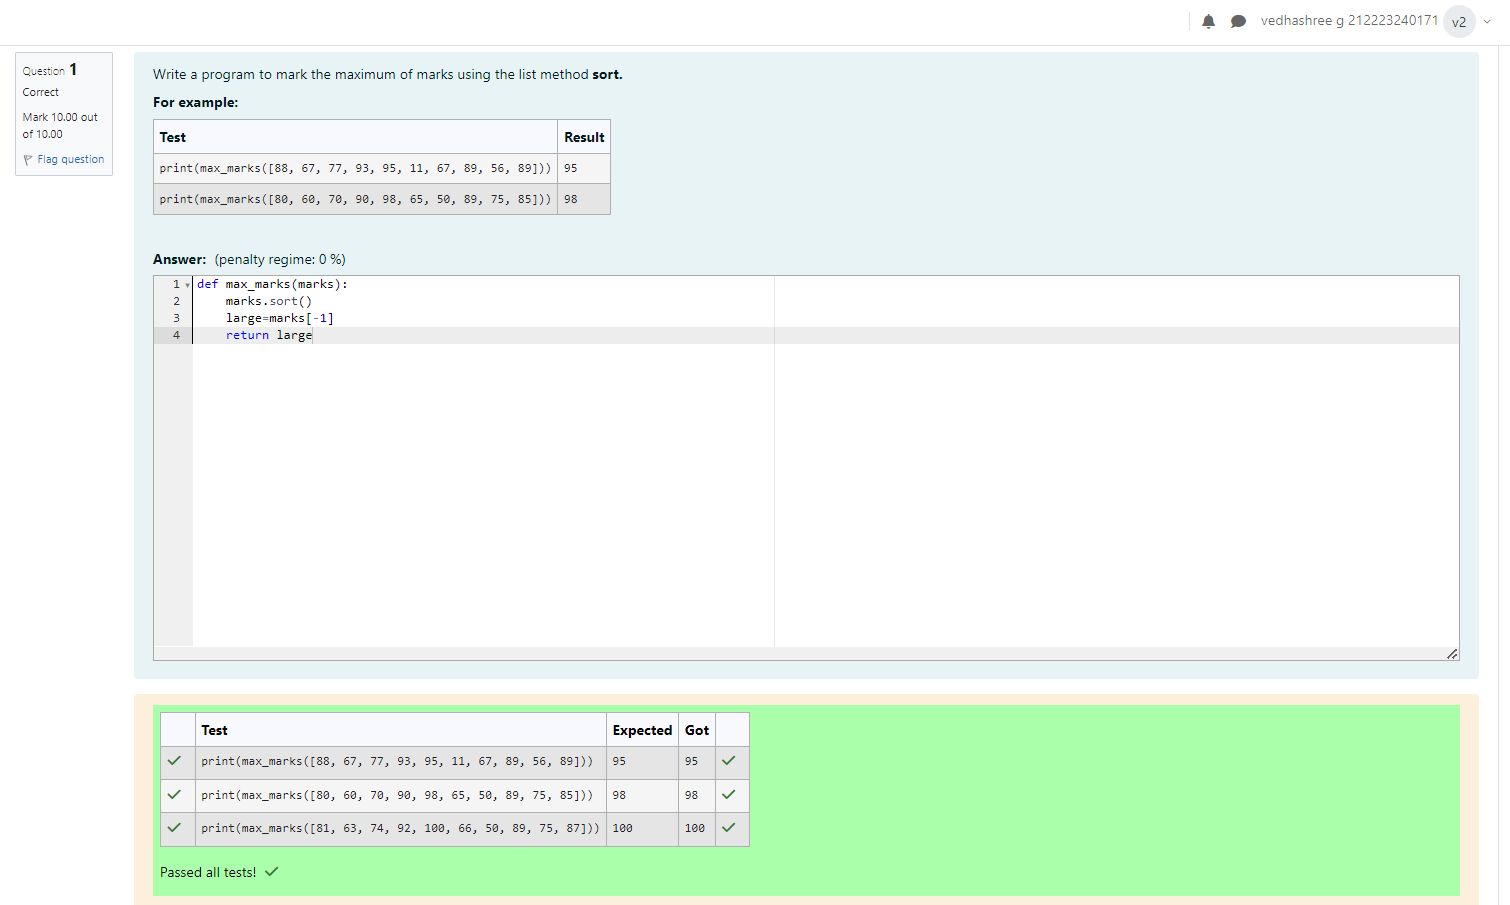 vedhashree g 212223240171 v2
Question 1
Correct
Mark 10.00 out
of 10.00
Flag question
Write a program to mark the maximum of marks using the list method sort.
For example:
Test Result
print(max_marks([88, 67, 77, 93, 95, 11, 67, 89, 56, 89])) 95
print(max_marks([80, 60, 70, 90, 98, 65, 50, 89, 75, 85])) 98
Answer: (penalty regime: 0 %)
1 def max_marks(marks):
2     marks.sort()
3     large=marks[-1]
4     return large
Test Expected Got
print(max_marks([88, 67, 77, 93, 95, 11, 67, 89, 56, 89])) 95 95
print(max_marks([80, 60, 70, 90, 98, 65, 50, 89, 75, 85])) 98 98
print(max_marks([81, 63, 74, 92, 100, 66, 50, 89, 75, 87])) 100 100
Passed all tests!